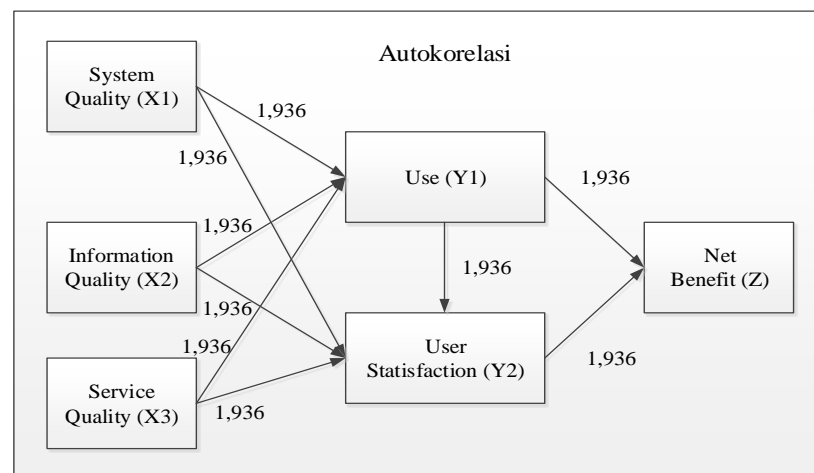 Autokorelasi
System
Quality (X1)
1,936
1,936
Use (Y1)
1,936
1,936
Information
Quality (X2)
Net
Benefit (Z)
1,936
1,936
1,936
User
Statisfaction (Y2)
1,936
Service
Quality (X3)
1,936